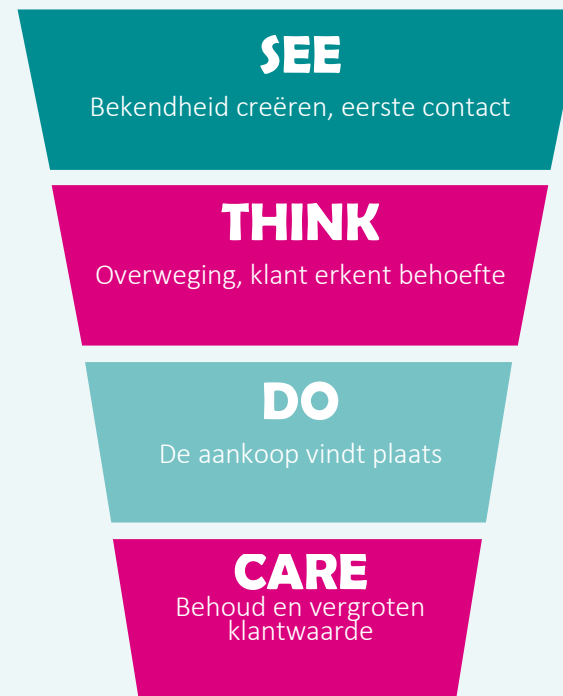 SEE
Bekendheid creëren, eerste contact
THINK
Overweging, klant erkent behoefte
DO
De aankoop vindt plaats
CARE
Behoud en vergroten
klantwaarde